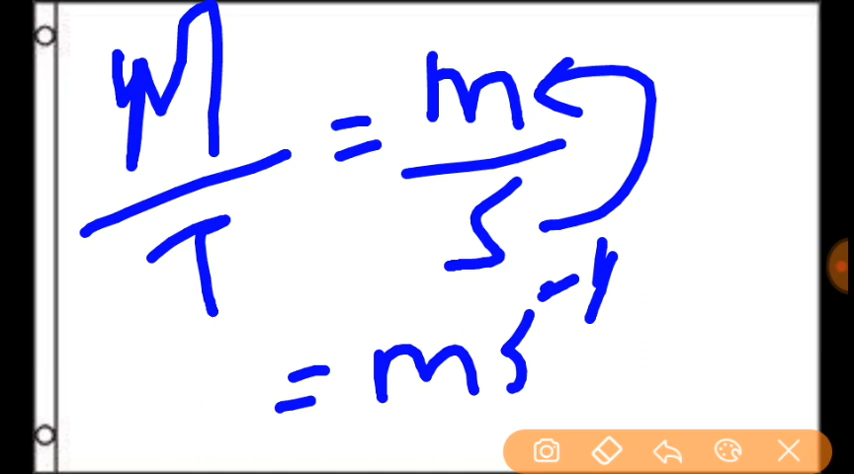 M/T = m/s
= ms⁻¹